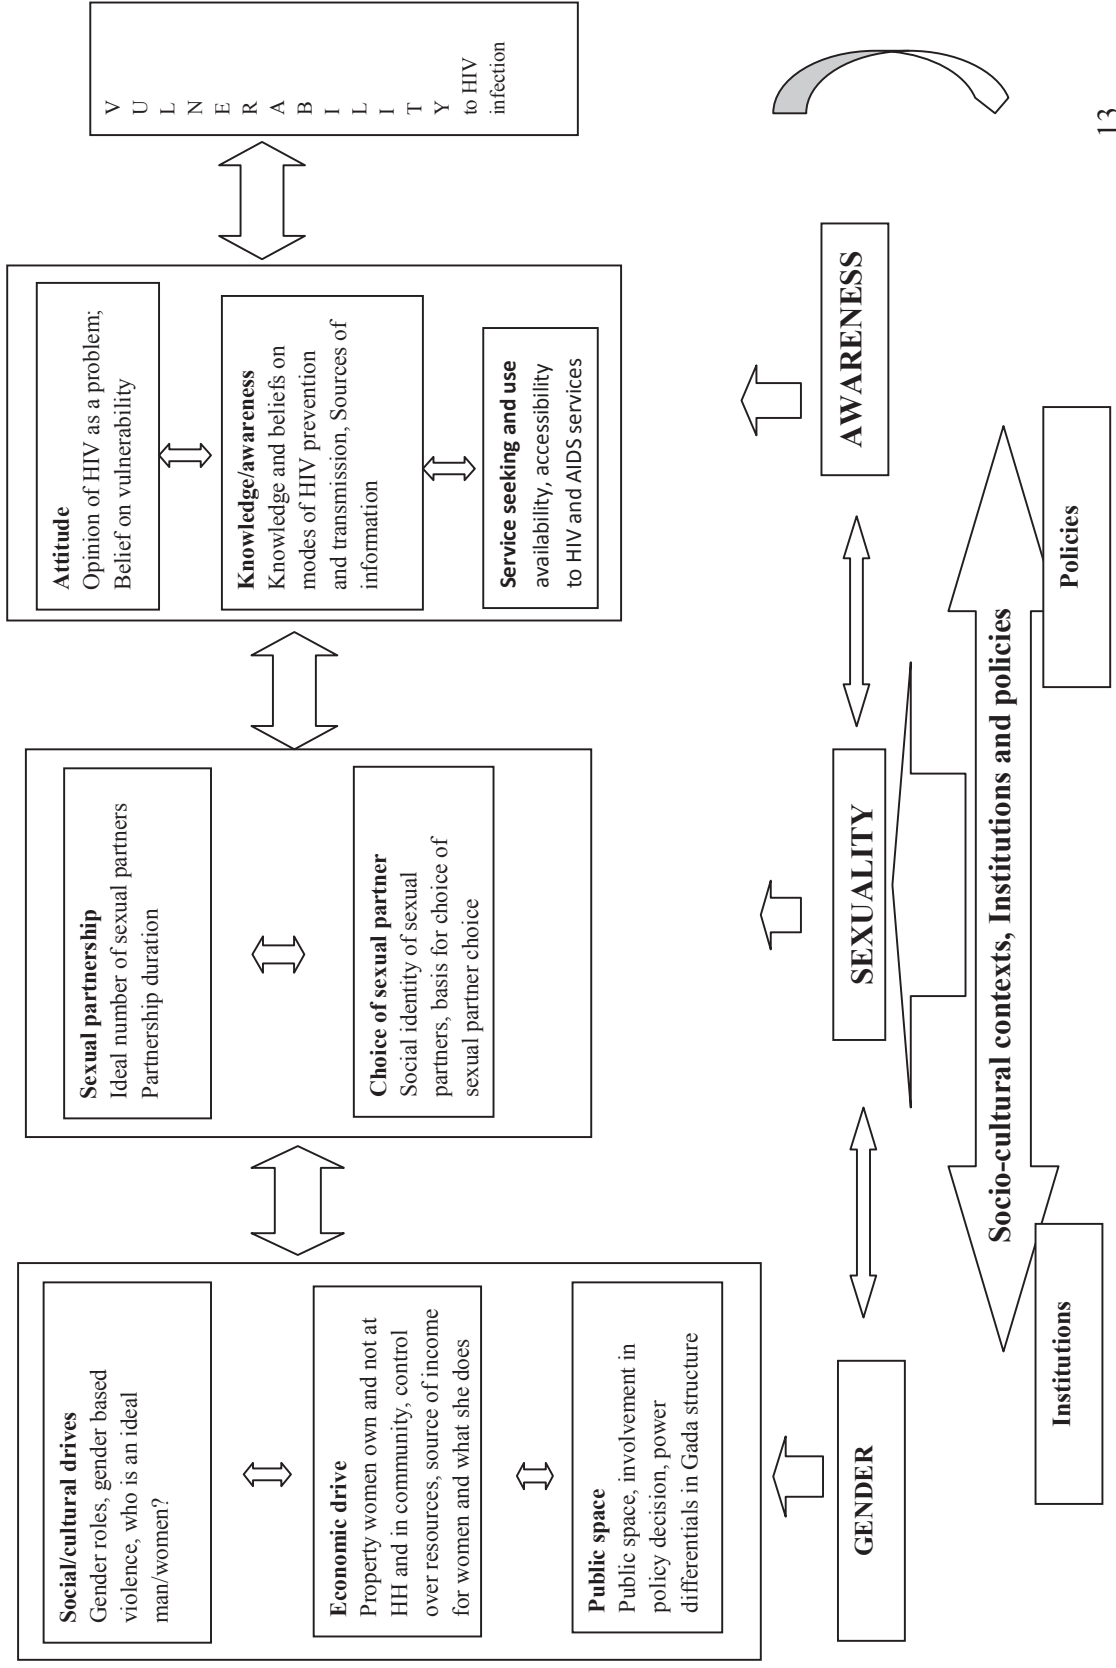 Social/cultural drives
Gender roles, gender based
violence, who is an ideal
man/women?
Economic drive
Property women own and not at
HH and in community, control
over resources, source of income
for women and what she does
Public space
Public space, involvement in
policy decision, power
differentials in Gada structure
Sexual partnership
Ideal number of sexual partners
Partnership duration
Choice of sexual partner
Social identity of sexual
partners, basis for choice of
sexual partner choice
Attitude
Opinion of HIV as a problem;
Belief on vulnerability
Knowledge/awareness
Knowledge and beliefs on
modes of HIV prevention
and transmission, Sources of
information
Service seeking and use
availability, accessibility
to HIV and AIDS services
V
U
L
N
E
R
A
B
I
L
I
T
Y
to HIV
infection
GENDER
SEXUALITY
AWARENESS
Socio-cultural contexts, Institutions and policies
Institutions
Policies
13